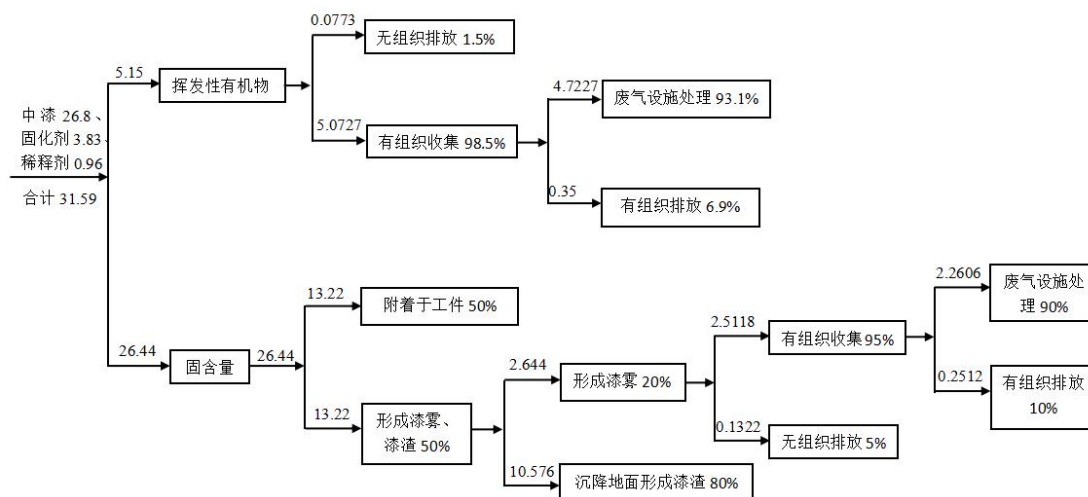 0.0773
无组织排放 1.5%
5.15
挥发性有机物
4.7227
废气设施处理 93.1%
中漆 26.8、
固化剂 3.83、
稀释剂 0.96
合计 31.59
5.0727
有组织收集 98.5%
0.35
有组织排放 6.9%
13.22
附着于工件 50%
2.2606
废气设施处
理 90%
2.5118
有组织收集 95%
26.44
固含量
26.44
2.644
形成漆雾 20%
0.2512
有组织排放
10%
13.22
形成漆雾、
漆渣 50%
0.1322
无组织排放 5%
10.576
沉降地面形成漆渣 80%